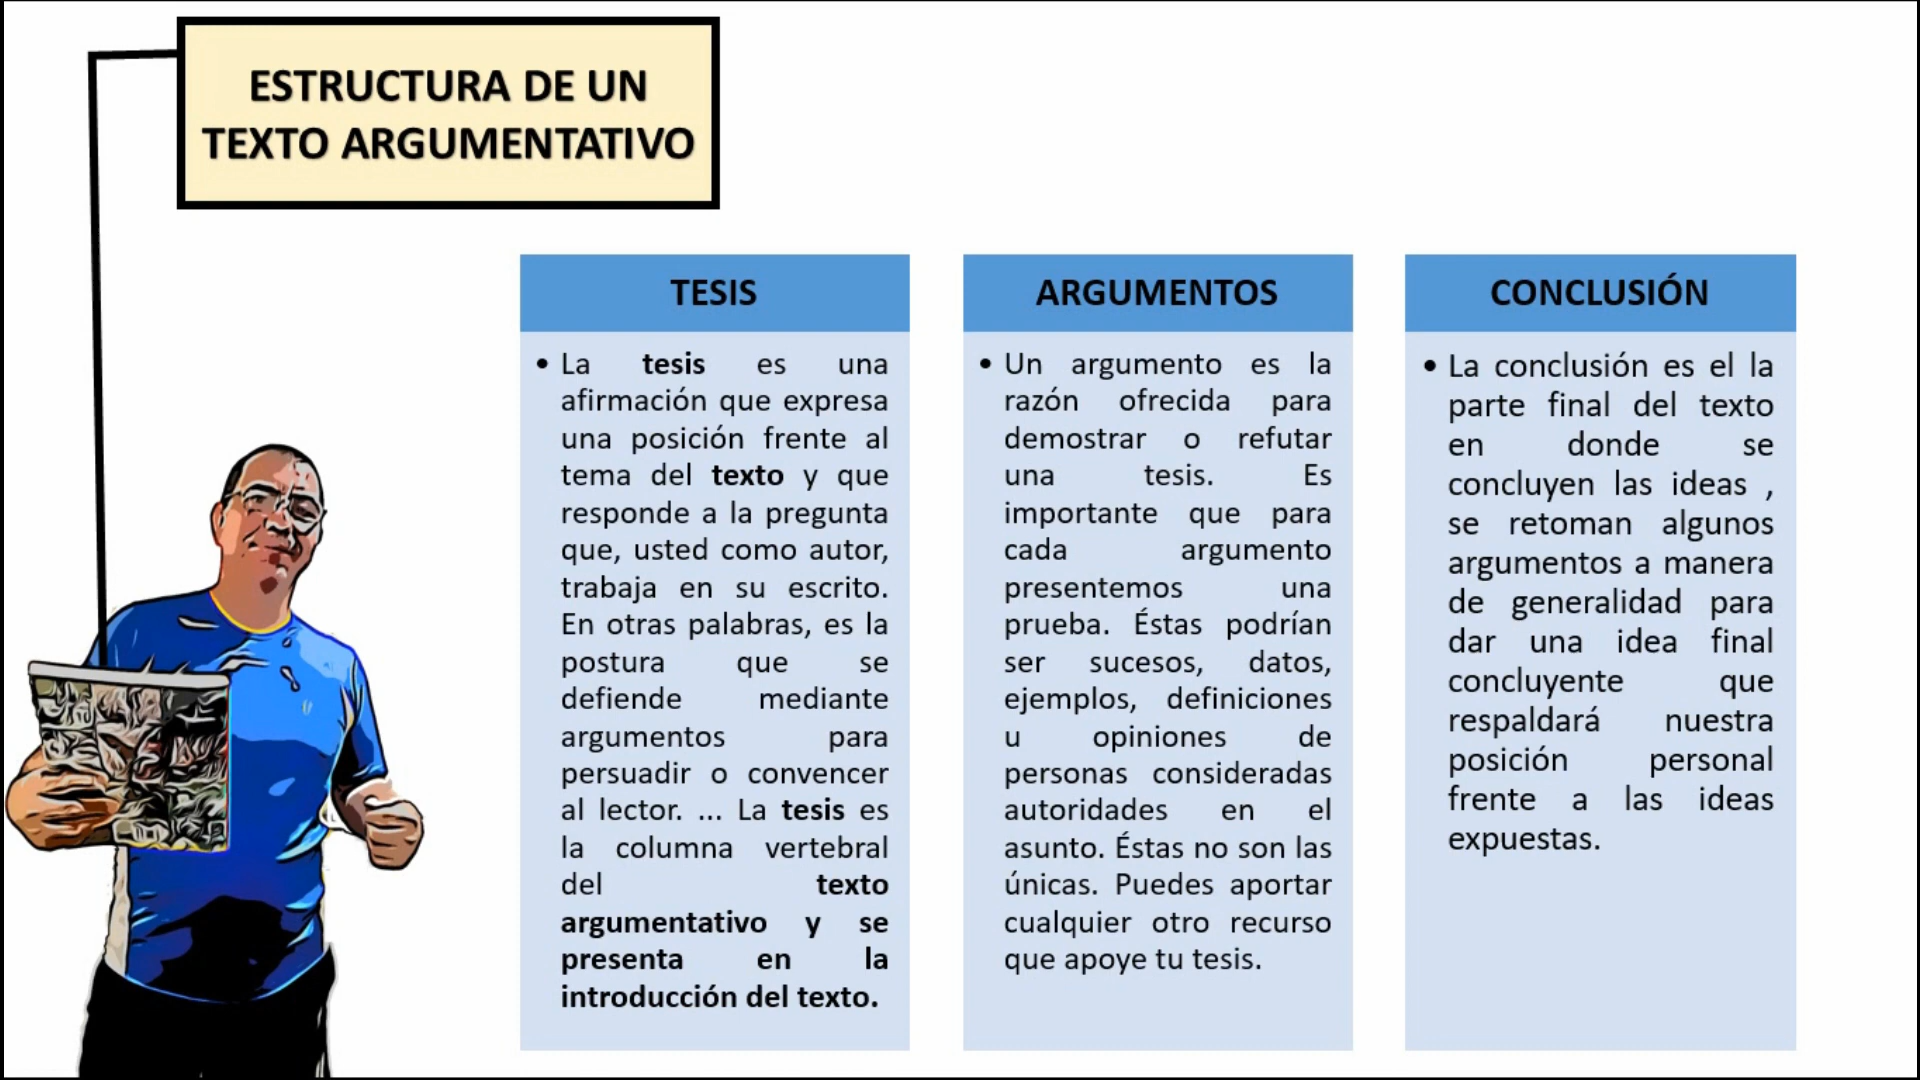 ESTRUCTURA DE UN
TEXTO ARGUMENTATIVO
TESIS
• La tesis es una
afirmación que expresa
una posición frente al
tema del texto y que
responde a la pregunta
que, usted como autor,
trabaja en su escrito.
En otras palabras, es la
postura que se
defiende mediante
argumentos para
persuadir o convencer
al lector. ... La tesis es
la columna vertebral
del texto
argumentativo y se
presenta en la
introducción del texto.
ARGUMENTOS
• Un argumento es la
razón ofrecida para
demostrar o refutar
una tesis. Es
importante que para
cada argumento
presentemos una
prueba. Éstas podrían
ser sucesos, datos,
ejemplos, definiciones
u opiniones de
personas consideradas
autoridades en el
asunto. Éstas no son las
únicas. Puedes aportar
cualquier otro recurso
que apoye tu tesis.
CONCLUSIÓN
• La conclusión es el la
parte final del texto
en donde se
concluyen las ideas ,
se retoman algunos
argumentos a manera
de generalidad para
dar una idea final
concluyente que
respaldará nuestra
posición personal
frente a las ideas
expuestas.